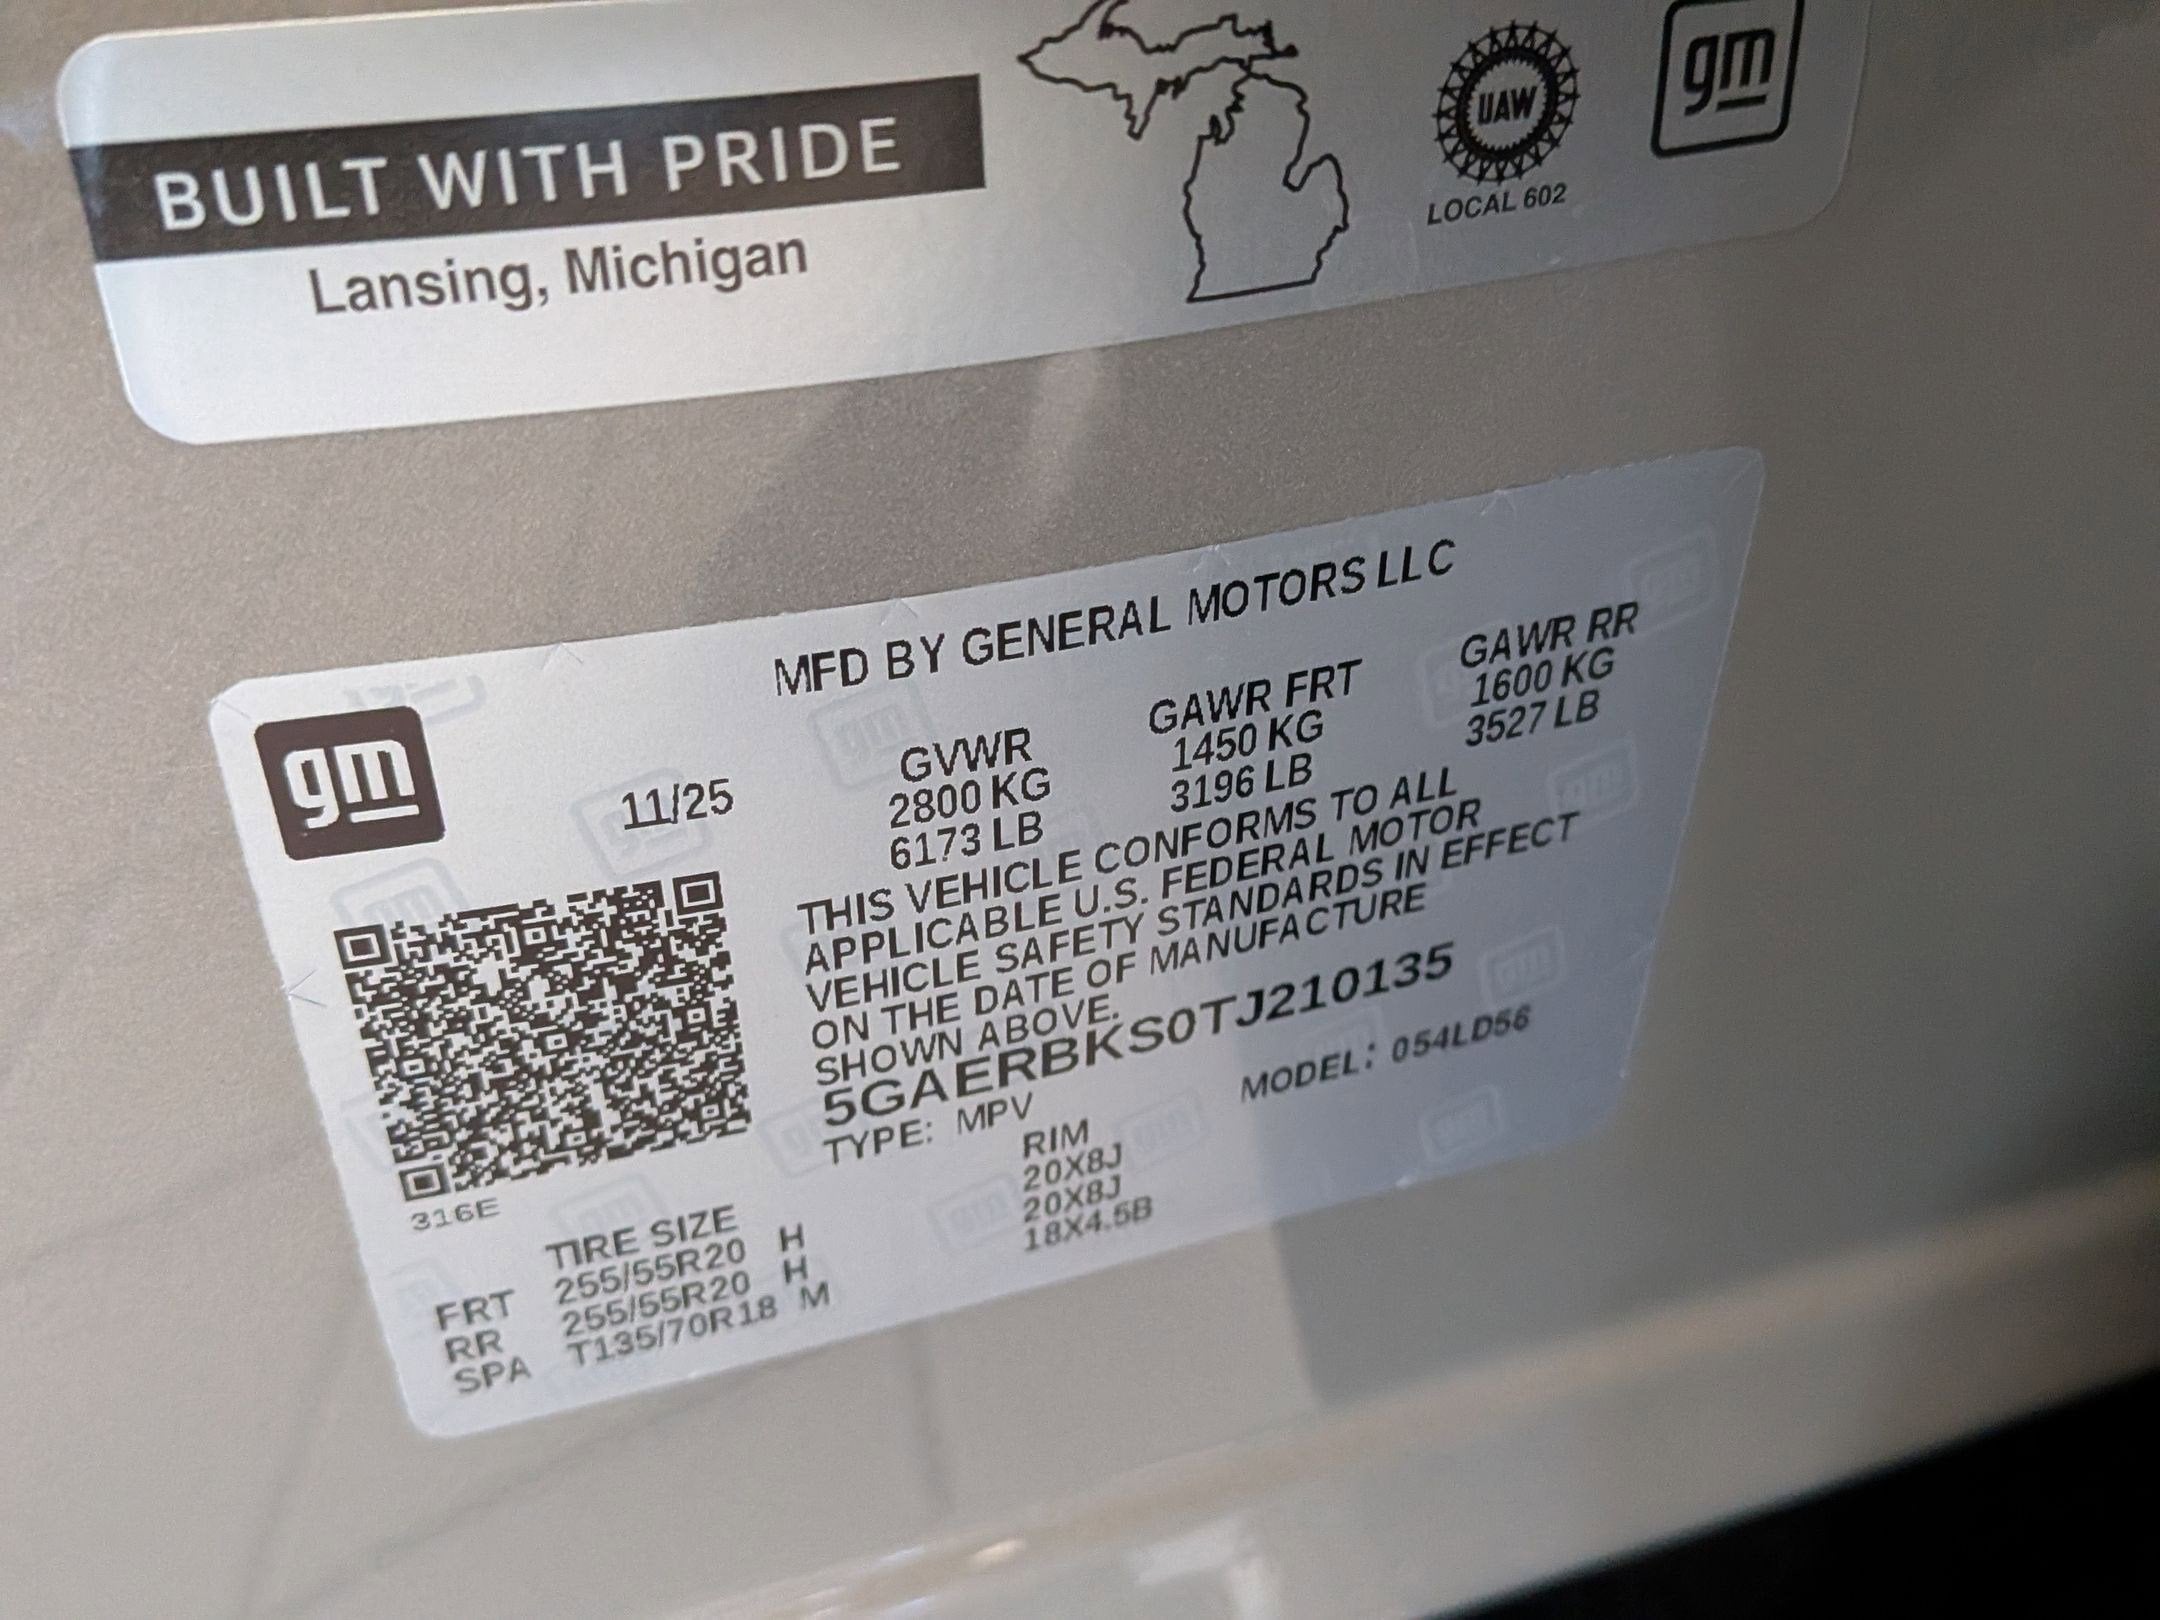 BUILT WITH PRIDE
Lansing, Michigan
UAW
LOCAL 602
gm
MFD BY GENERAL MOTORS LLC
gm
11/25
GVWR GAWR FRT GAWR RR
2800 KG 1450 KG 1600 KG
6173 LB 3196 LB 3527 LB
THIS VEHICLE CONFORMS TO ALL
APPLICABLE U.S. FEDERAL MOTOR
VEHICLE SAFETY STANDARDS IN EFFECT
ON THE DATE OF MANUFACTURE
SHOWN ABOVE.
5GAERBKS0TJ210135
TYPE: MPV MODEL: 054LD56
316E
TIRE SIZE RIM
FRT 255/55R20 H 20X8J
RR 255/55R20 H 20X8J
SPA T135/70R18 M 18X4.5B